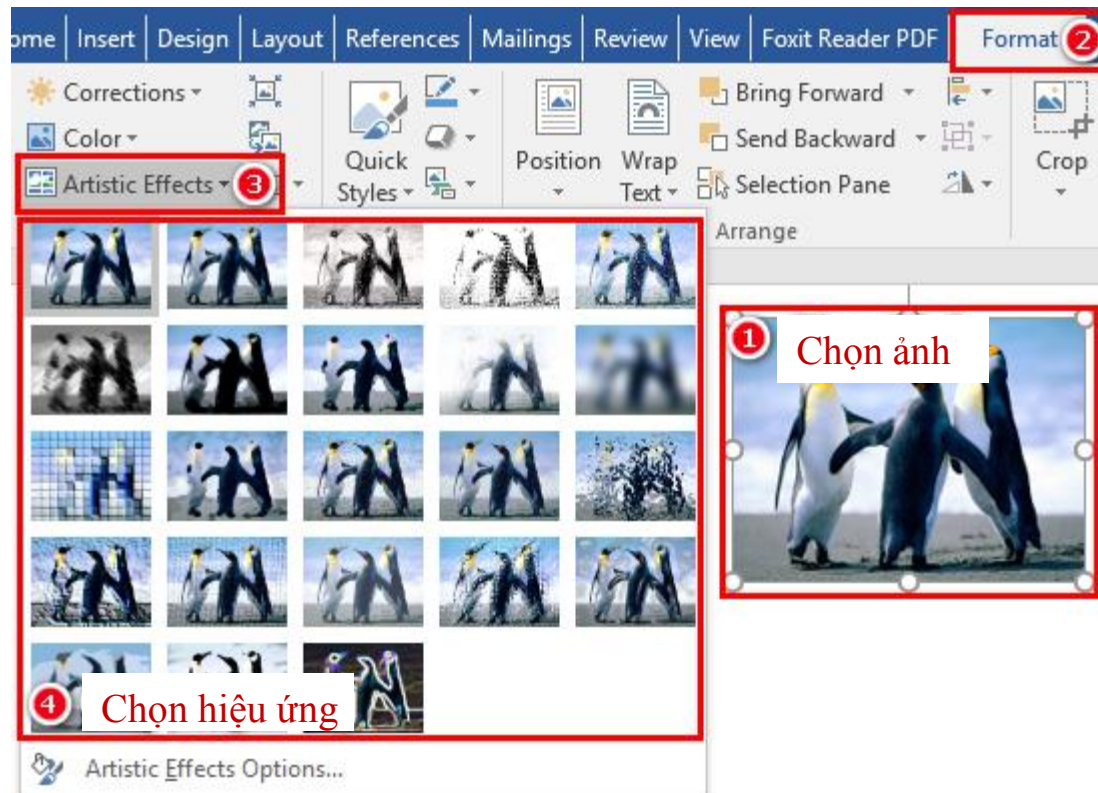 ome Insert Design Layout References Mailings Review View Foxit Reader PDF Format 2
Corrections
Color
Artistic Effects 3
Quick
Styles
Position
Wrap
Text
Bring Forward
Send Backward
Selection Pane
Crop
Arrange
1 Chọn ảnh
4 Chọn hiệu ứng
Artistic Effects Options...